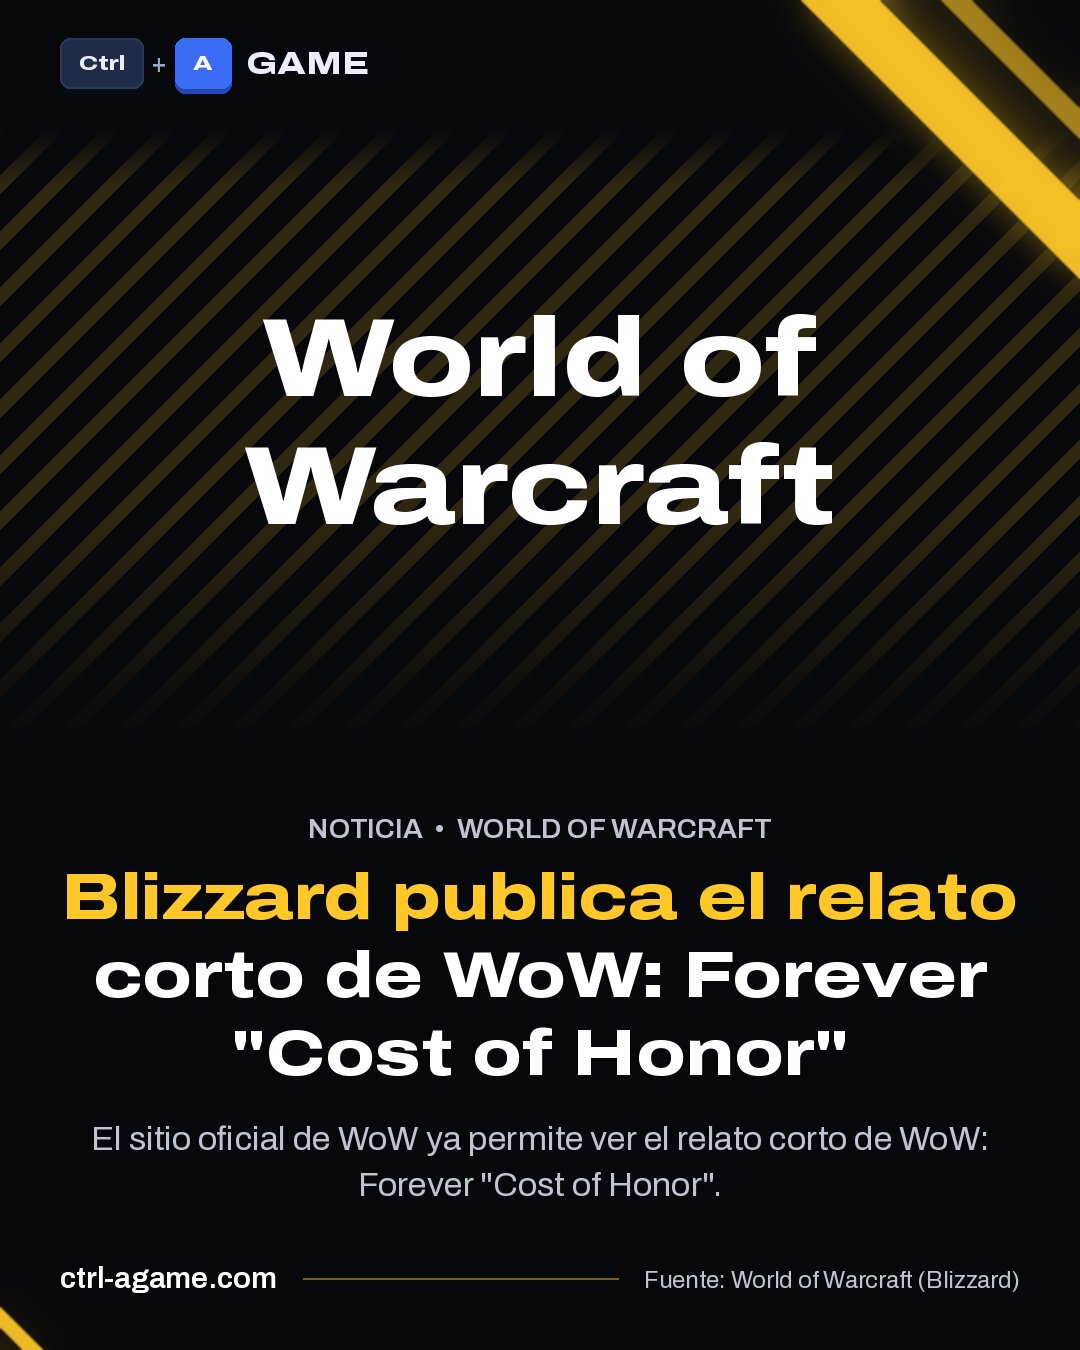 Ctrl + A GAME
World of
Warcraft
NOTICIA • WORLD OF WARCRAFT
Blizzard publica el relato
corto de WoW: Forever
"Cost of Honor"
El sitio oficial de WoW ya permite ver el relato corto de WoW:
Forever "Cost of Honor".
ctrl-agame.com
Fuente: World of Warcraft (Blizzard)